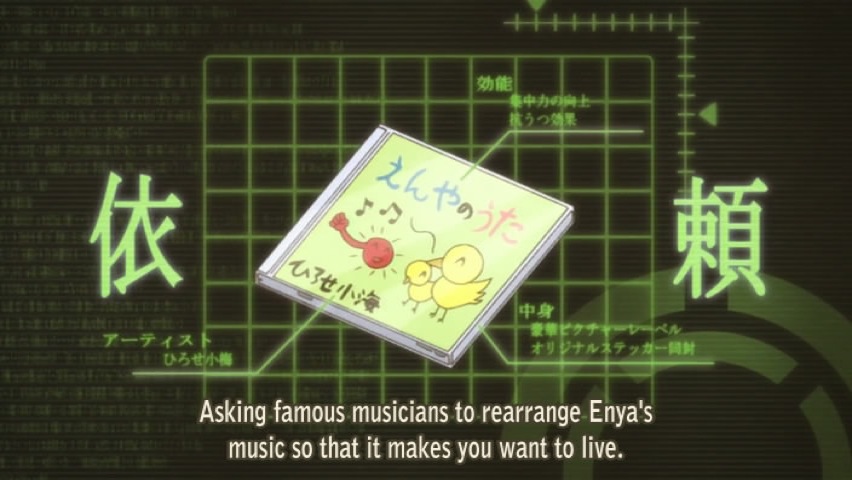 効能
集中力の向上
抗うつ効果
えんやのうた
ひろせ小海
依 頼
アーティスト
ひろせ小梅
中身
豪華ピクチャーレーベル
オリジナルステッカー同封
Asking famous musicians to rearrange Enya's
music so that it makes you want to live.